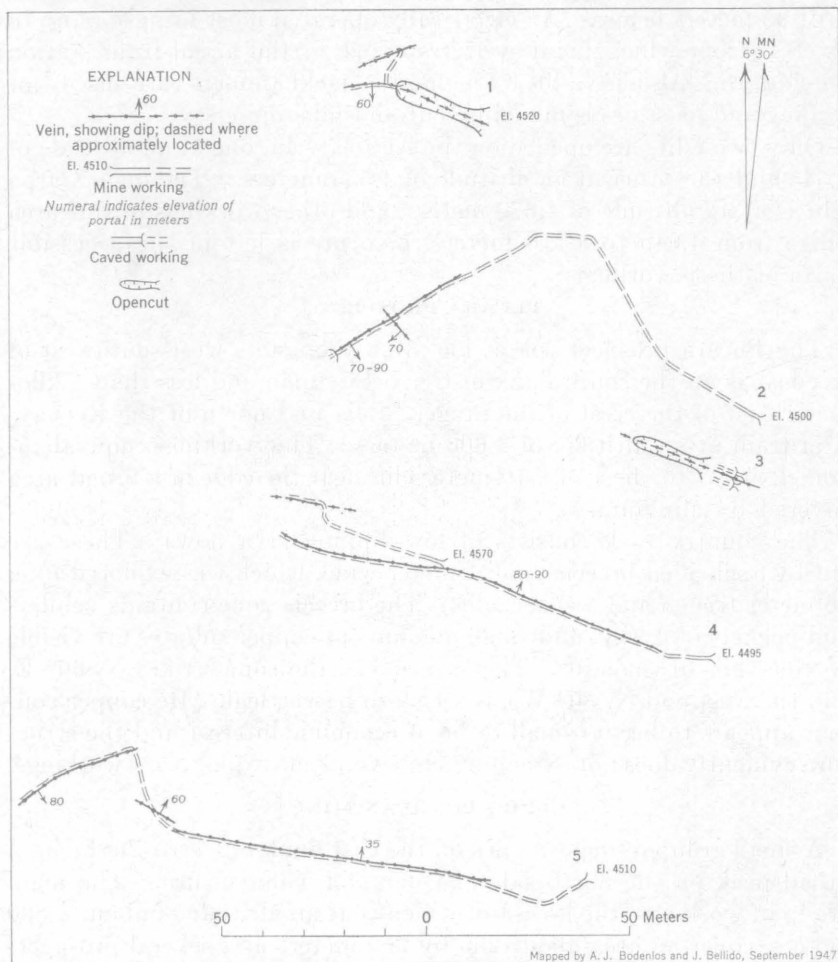 EXPLANATION
60
Vein, showing dip; dashed where
approximately located
El. 4510
Mine working
Numeral indicates elevation of
portal in meters
Caved working
Opencut
N MN
6°30'
60
1
El. 4520
70
70-90
2
El. 4500
3
El. 4570
80-90
4
El. 4495
80
60
35
5
El. 4510
50 0 50 Meters
Mapped by A. J. Bodenlos and J. Bellido, September 1947